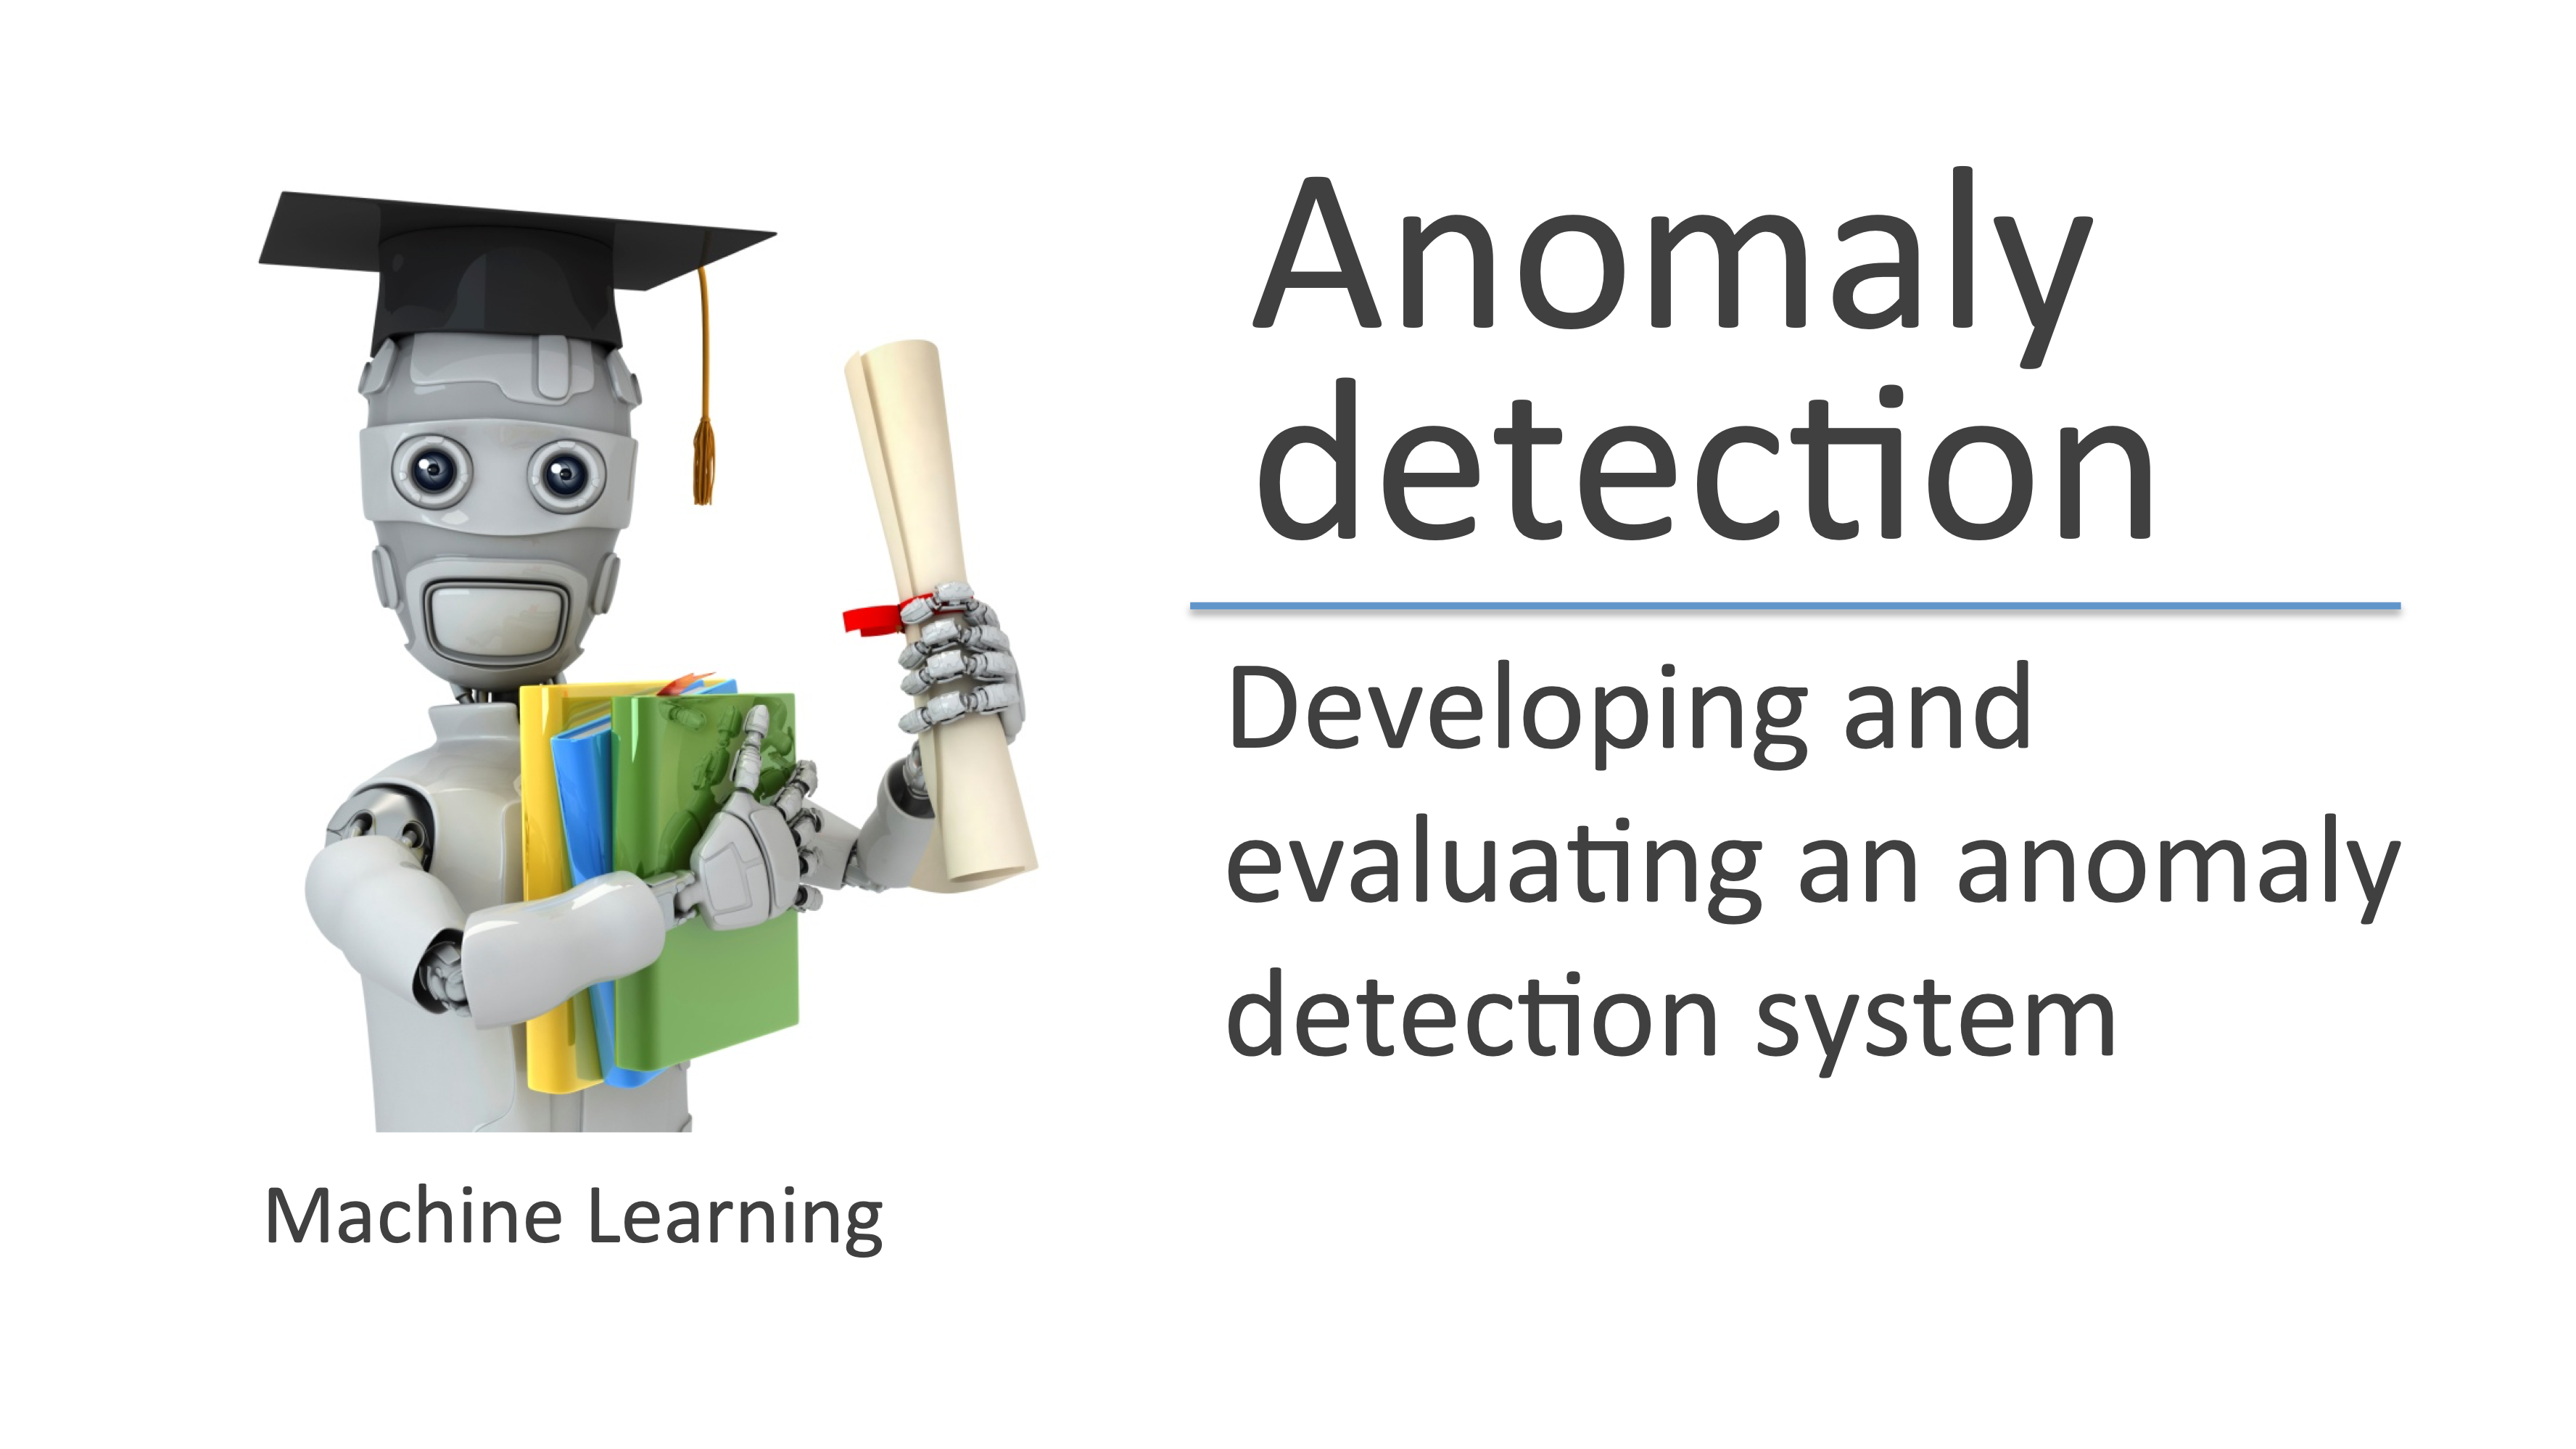 Anomaly
detection
Developing and
evaluating an anomaly
detection system
Machine Learning